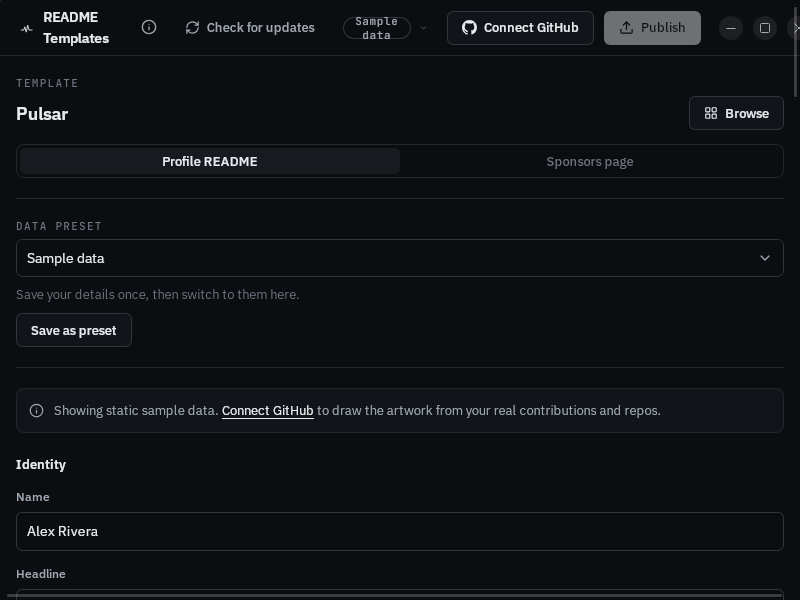 README
Templates
Check for updates
Sample
data
Connect GitHub
Publish
TEMPLATE
Pulsar
Browse
Profile README
Sponsors page
DATA PRESET
Sample data
Save your details once, then switch to them here.
Save as preset
Showing static sample data. Connect GitHub to draw the artwork from your real contributions and repos.
Identity
Name
Alex Rivera
Headline